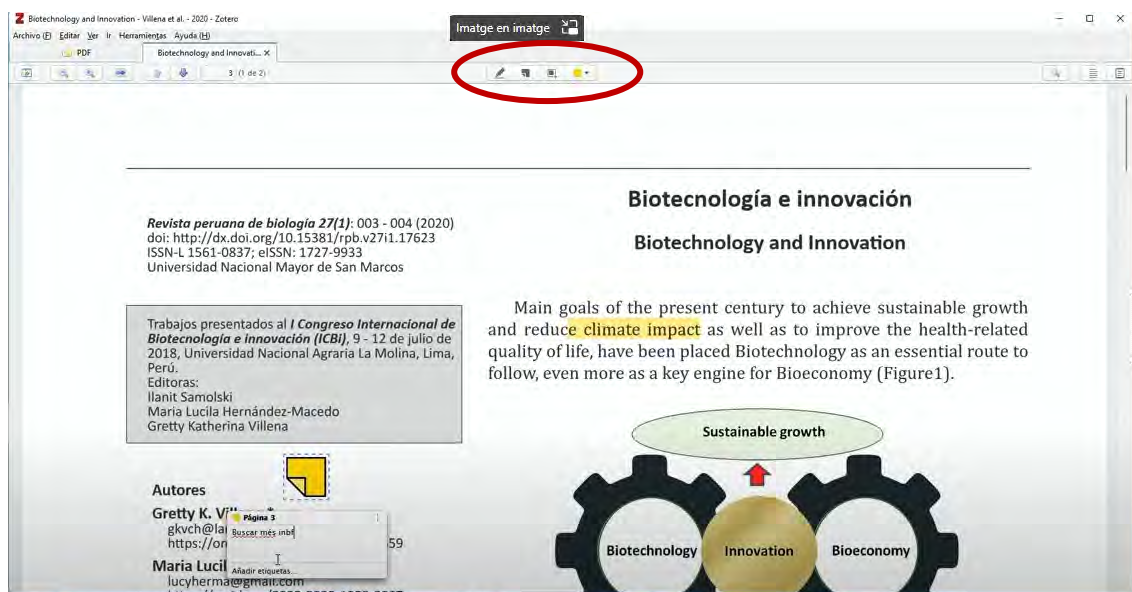 Biotechnology and Innovation - Villena et al. - 2020 - Zotero
Archivo (F) Editar Ver Ir Herramientas Ayuda (H)
Imatge en imatge
PDF
Biotechnology and Innovati... X
3 (1 de 2)
Revista peruana de biología 27(1): 003 - 004 (2020)
doi: http://dx.doi.org/10.15381/rpb.v27i1.17623
ISSN-L 1561-0837; eISSN: 1727-9933
Universidad Nacional Mayor de San Marcos
Trabajos presentados al I Congreso Internacional de
Biotecnología e innovación (ICBi), 9 - 12 de julio de
2018, Universidad Nacional Agraria La Molina, Lima,
Perú.
Editoras:
Ilanit Samolski
Maria Lucila Hernández-Macedo
Gretty Katherina Villena
Autores
Gretty K. Vi
gkvch@la
https://or
59
Maria Lucil
lucyherma@gmail.com
Página 3
Buscar més inbf
Añadir etiquetas...
Biotecnología e innovación
Biotechnology and Innovation
Main goals of the present century to achieve sustainable growth
and reduce climate impact as well as to improve the health-related
quality of life, have been placed Biotechnology as an essential route to
follow, even more as a key engine for Bioeconomy (Figure1).
Sustainable growth
Biotechnology
Innovation
Bioeconomy